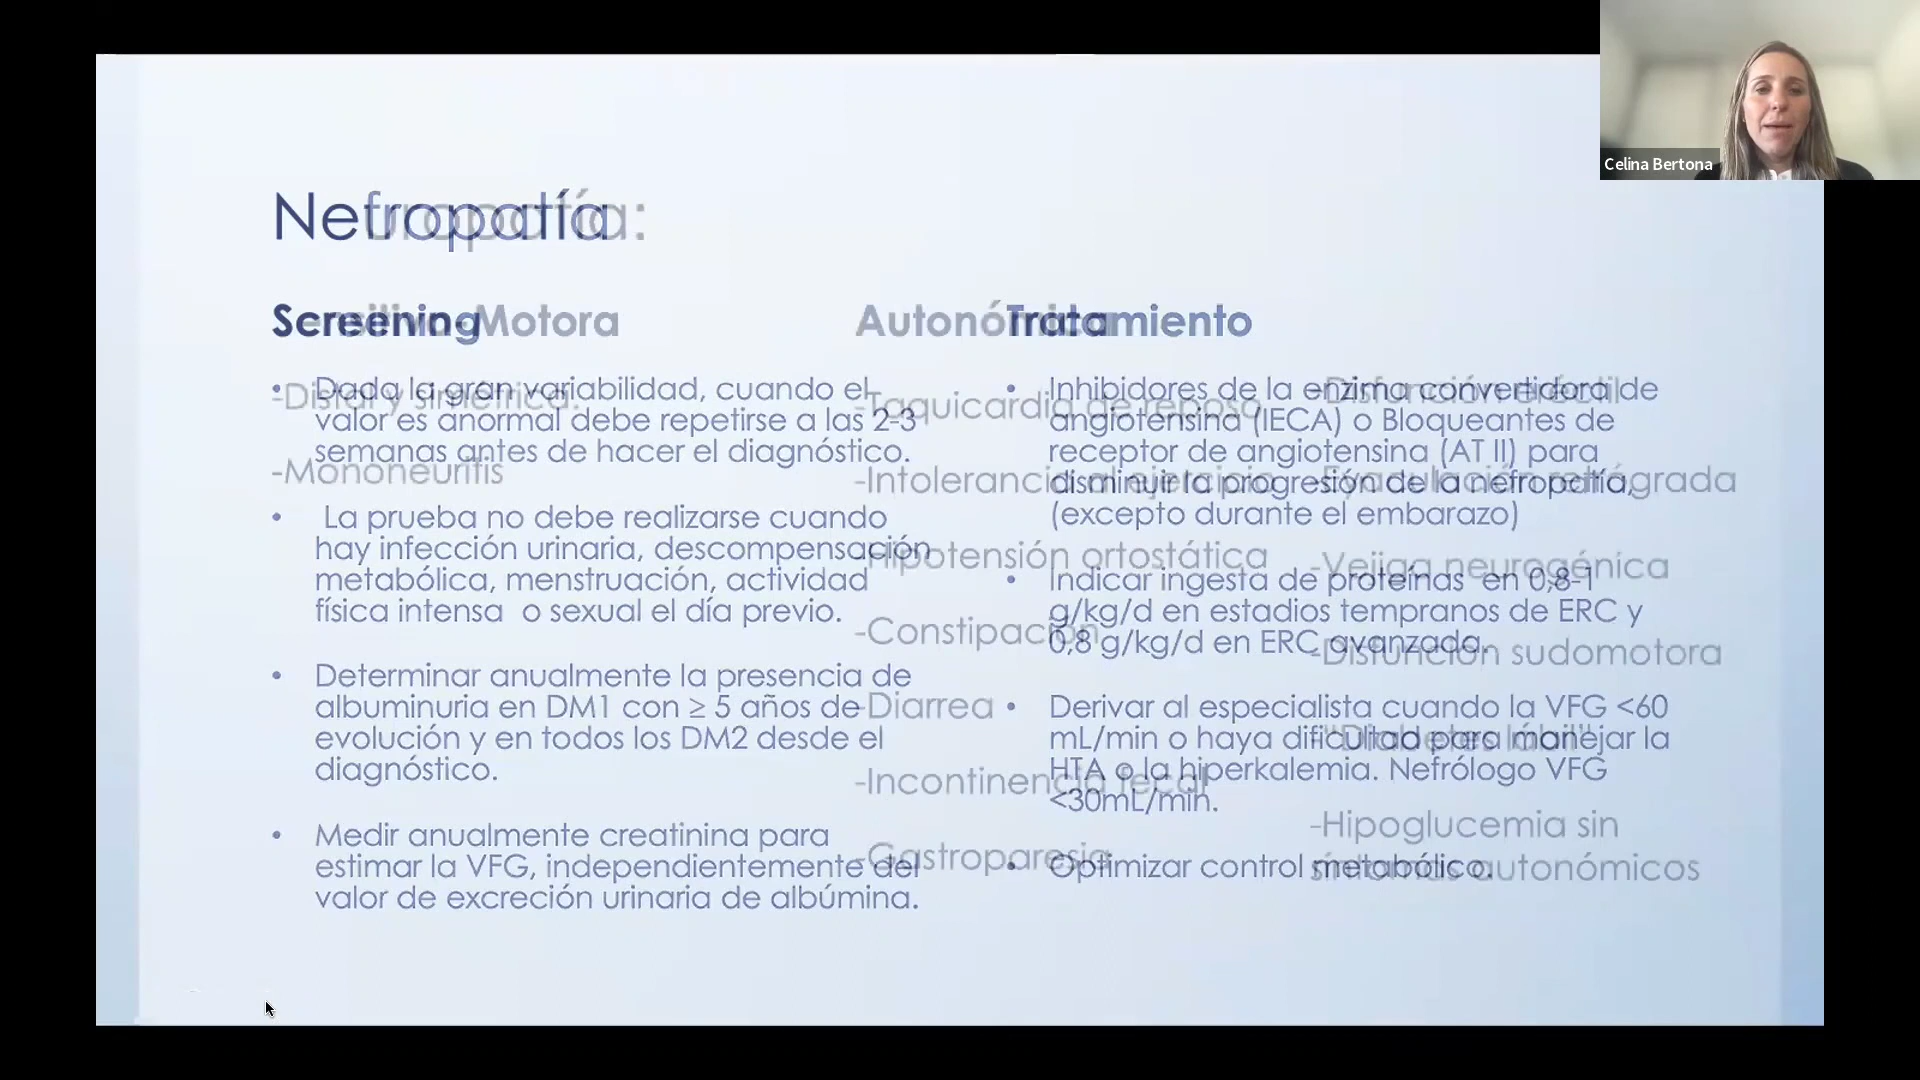 Celina Bertona
Nefropatía
Screening
• Dada la gran variabilidad, cuando el
valor es anormal debe repetirse a las 2-3
semanas antes de hacer el diagnóstico.
• La prueba no debe realizarse cuando
hay infección urinaria, descompensación
metabólica, menstruación, actividad
física intensa o sexual el día previo.
• Determinar anualmente la presencia de
albuminuria en DM1 con ≥ 5 años de
evolución y en todos los DM2 desde el
diagnóstico.
• Medir anualmente creatinina para
estimar la VFG, independientemente del
valor de excreción urinaria de albúmina.
Tratamiento
• Inhibidores de la enzima convertidora de
angiotensina (IECA) o Bloqueantes de
receptor de angiotensina (AT II) para
disminuir la progresión de la nefropatía,
(excepto durante el embarazo)
• Indicar ingesta de proteínas en 0,8-1
g/kg/d en estadios tempranos de ERC y
0,8 g/kg/d en ERC avanzada.
• Derivar al especialista cuando la VFG <60
mL/min o haya dificultad para manejar la
HTA o la hiperkalemia. Nefrólogo VFG
<30mL/min.
• Optimizar control metabólico.
Motora
-Distal y simétrica.
-Mononeuritis
Autonómica
-Taquicardia de reposo
-Intolerancia al ejercicio
-Hipotensión ortostática
-Constipación
-Diarrea
-Incontinencia fecal
-Gastroparesia
-Disfunción eréctil
-Eyaculación retrógrada
-Vejiga neurogénica
-Disfunción sudomotora
-"Diabetes lábil"
-Hipoglucemia sin
síntomas autonómicos